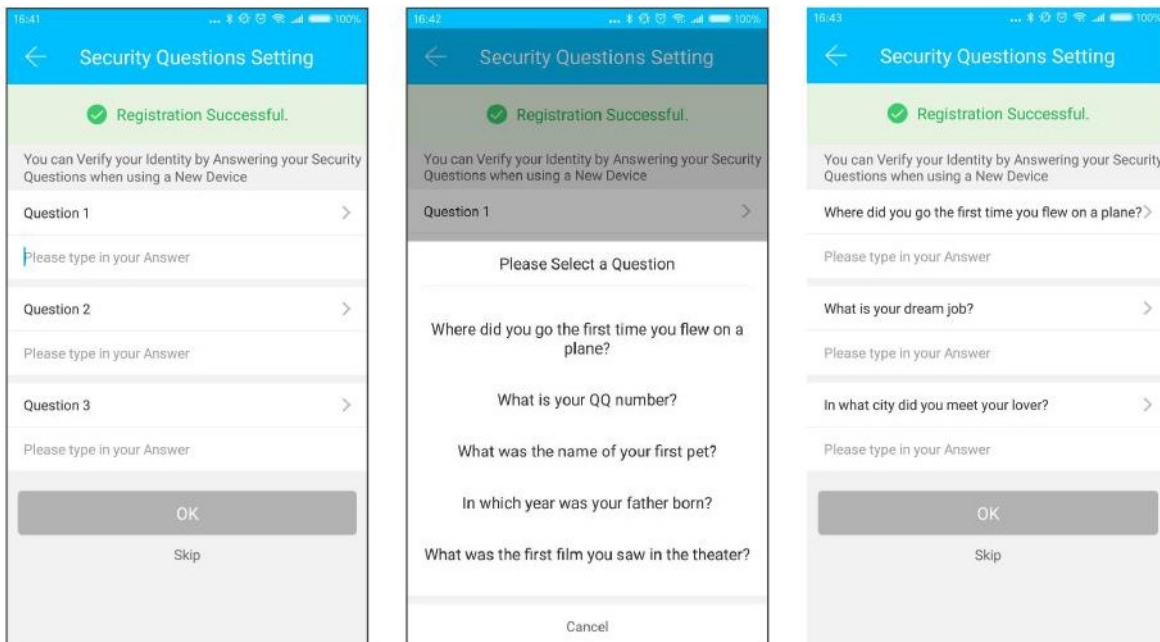 16:41 ... 100%
Security Questions Setting
Registration Successful.
You can Verify your Identity by Answering your Security
Questions when using a New Device
Question 1
Please type in your Answer
Question 2
Please type in your Answer
Question 3
Please type in your Answer
OK
Skip
16:42 ... 100%
Security Questions Setting
Registration Successful.
You can Verify your Identity by Answering your Security
Questions when using a New Device
Question 1
Please Select a Question
Where did you go the first time you flew on a
plane?
What is your QQ number?
What was the name of your first pet?
In which year was your father born?
What was the first film you saw in the theater?
Cancel
16:43 ... 100%
Security Questions Setting
Registration Successful.
You can Verify your Identity by Answering your Security
Questions when using a New Device
Where did you go the first time you flew on a plane?
Please type in your Answer
What is your dream job?
Please type in your Answer
In what city did you meet your lover?
Please type in your Answer
OK
Skip